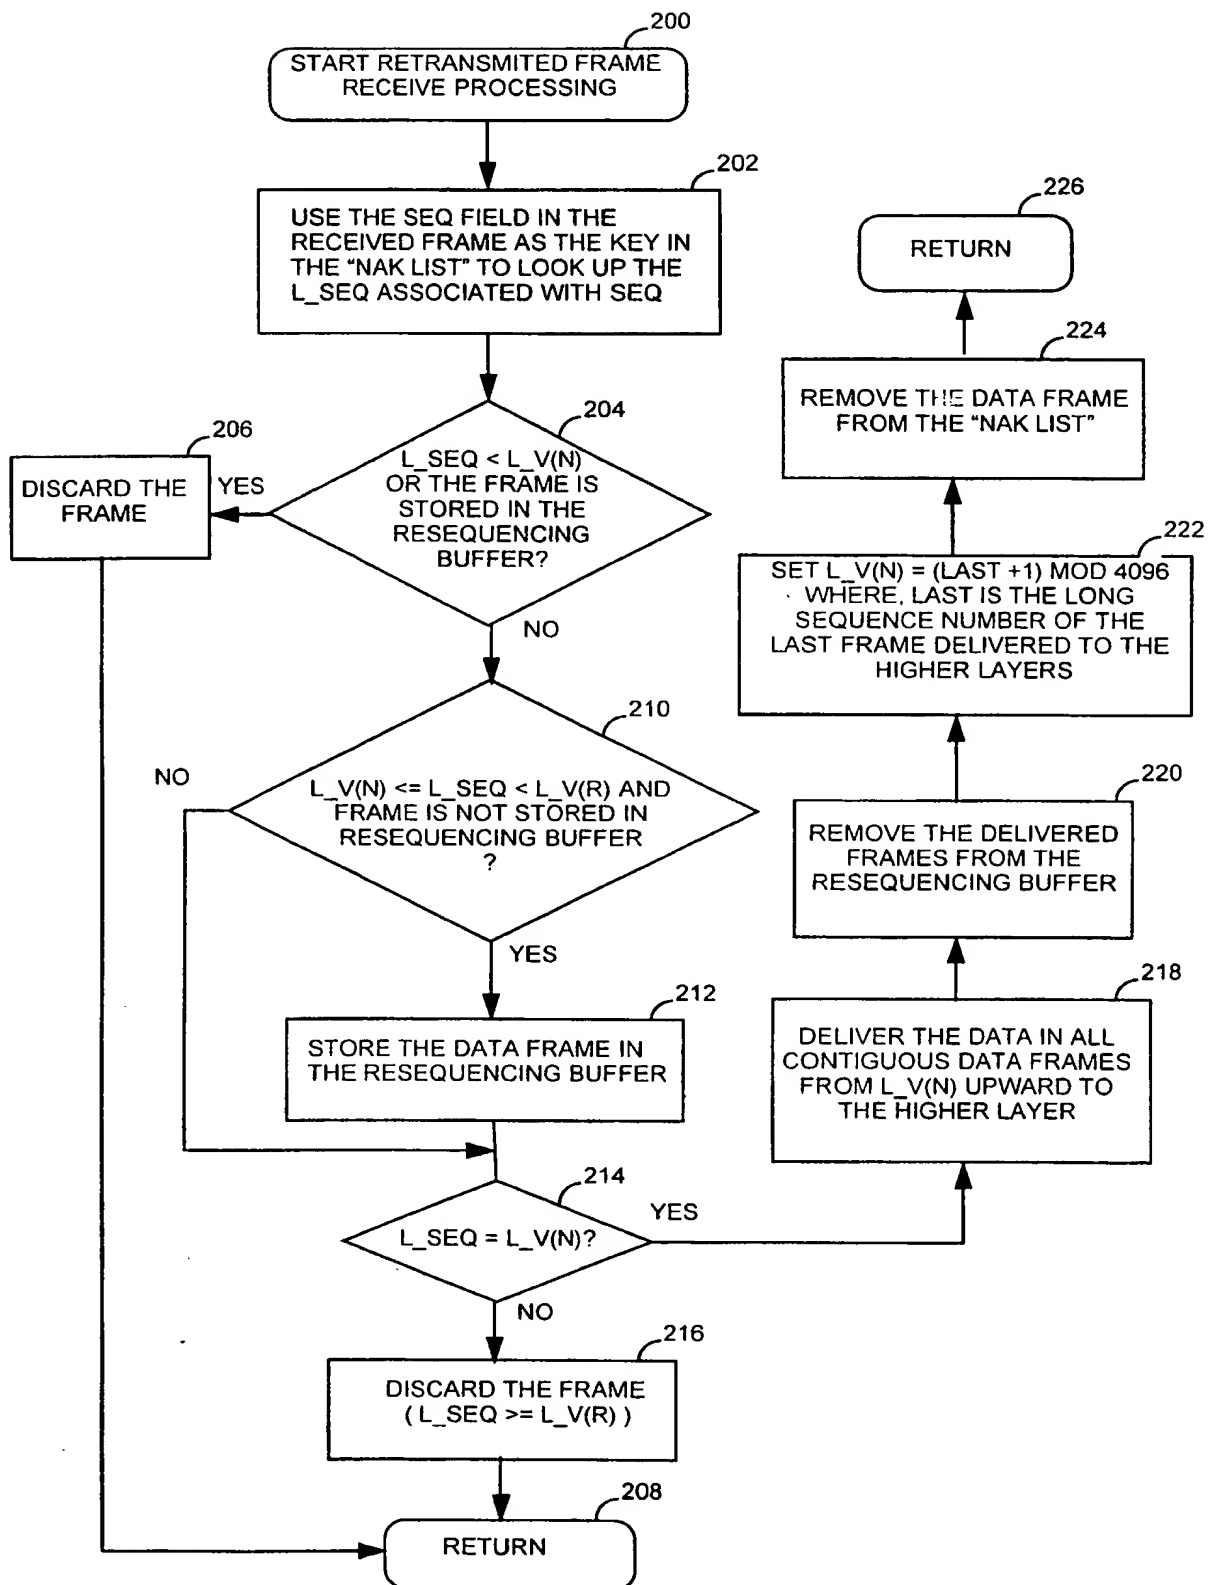 200
START RETRANSMITED FRAME
RECEIVE PROCESSING
202
USE THE SEQ FIELD IN THE
RECEIVED FRAME AS THE KEY IN
THE “NAK LIST” TO LOOK UP THE
L_SEQ ASSOCIATED WITH SEQ
204
L_SEQ < L_V(N)
OR THE FRAME IS
STORED IN THE
RESEQUENCING
BUFFER?
YES
206
DISCARD THE
FRAME
NO
210
L_V(N) <= L_SEQ < L_V(R) AND
FRAME IS NOT STORED IN
RESEQUENCING BUFFER
?
NO
YES
212
STORE THE DATA FRAME IN
THE RESEQUENCING BUFFER
214
L_SEQ = L_V(N)?
YES
NO
216
DISCARD THE FRAME
( L_SEQ >= L_V(R) )
208
RETURN
218
DELIVER THE DATA IN ALL
CONTIGUOUS DATA FRAMES
FROM L_V(N) UPWARD TO
THE HIGHER LAYER
220
REMOVE THE DELIVERED
FRAMES FROM THE
RESEQUENCING BUFFER
222
SET L_V(N) = (LAST +1) MOD 4096
WHERE, LAST IS THE LONG
SEQUENCE NUMBER OF THE
LAST FRAME DELIVERED TO THE
HIGHER LAYERS
224
REMOVE THE DATA FRAME
FROM THE “NAK LIST”
226
RETURN